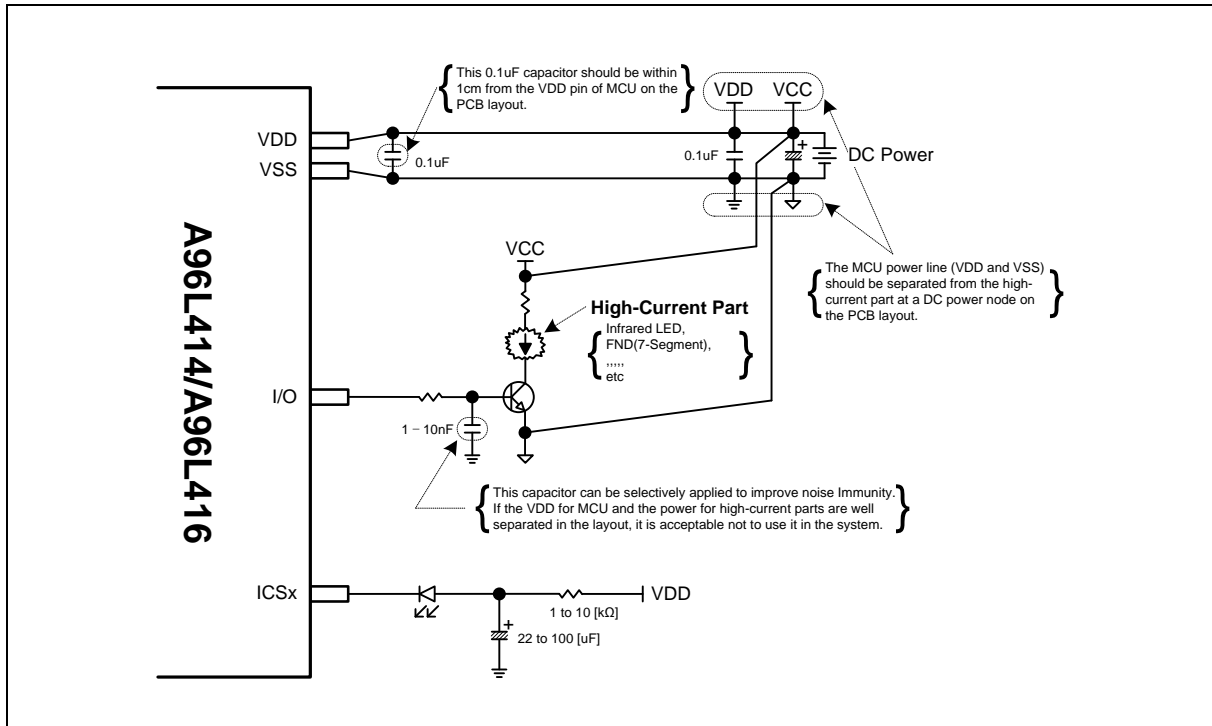 This 0.1uF capacitor should be within
1cm from the VDD pin of MCU on the
PCB layout.
VDD
VCC
VDD
VSS
0.1uF
0.1uF
+
DC Power
A96L414/A96L416
VCC
The MCU power line (VDD and VSS)
should be separated from the high-
current part at a DC power node on
the PCB layout.
High-Current Part
Infrared LED,
FND(7-Segment),
,,,,,
etc
I/O
1 – 10nF
This capacitor can be selectively applied to improve noise Immunity.
If the VDD for MCU and the power for high-current parts are well
separated in the layout, it is acceptable not to use it in the system.
ICSx
VDD
1 to 10 [kΩ]
+
22 to 100 [uF]